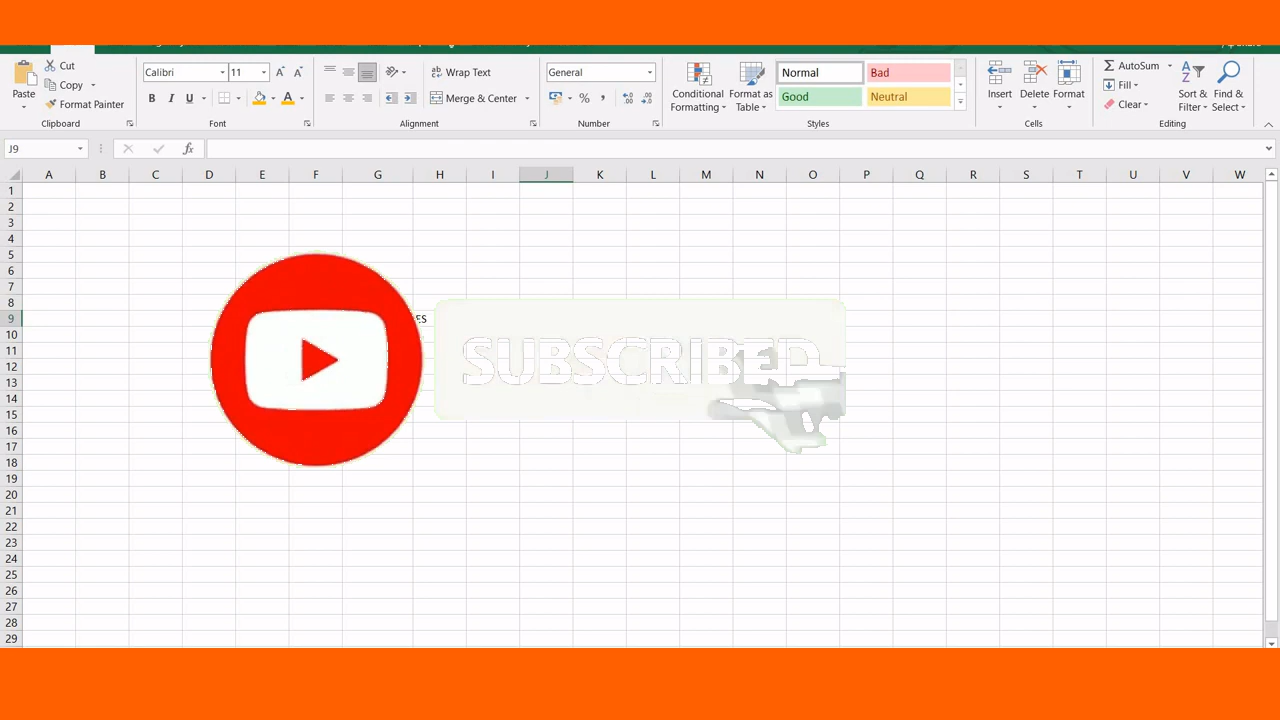 Cut
Copy
Format Painter
Paste
Clipboard
Calibri 11
B I U
Font
Wrap Text
Merge & Center
Alignment
General
%
Number
Conditional Formatting
Format as Table
Normal Bad
Good Neutral
Styles
Insert Delete Format
Cells
AutoSum
Fill
Clear
Sort & Filter
Find & Select
Editing
J9 fx
A B C D E F G H I J K L M N O P Q R S T U V W
1
2
3
4
5
6
7
8
9 ES
10
11
12
13
14
15
16
17
18
19
20
21
22
23
24
25
26
27
28
29
SUBSCRIBED